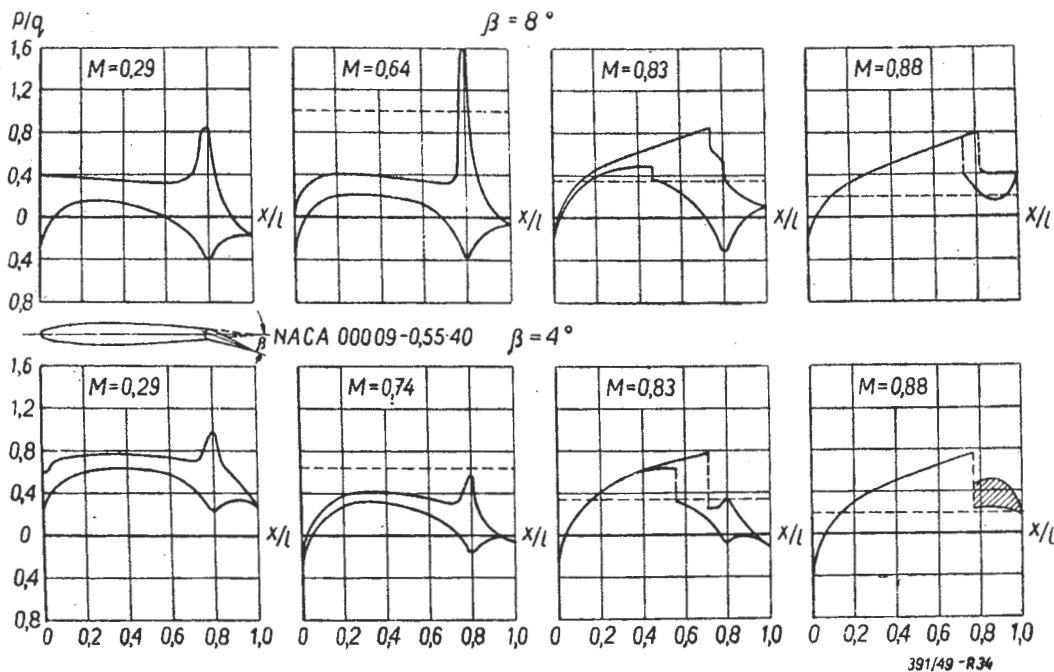 p/q
β = 8°
1,6
1,2
0,8
0,4
0
0,4
0,8
M=0,29
M=0,64
M=0,83
M=0,88
x/l
x/l
x/l
x/l
β
NACA 00009-0,55·40
β=4°
1,6
1,2
0,8
0,4
0
0,4
0,8
M=0,29
M=0,74
M=0,83
M=0,88
x/l
x/l
x/l
x/l
0 0,2 0,4 0,6 0,8 1,0
0 0,2 0,4 0,6 0,8 1,0
0 0,2 0,4 0,6 0,8 1,0
0 0,2 0,4 0,6 0,8 1,0
391/49-R34